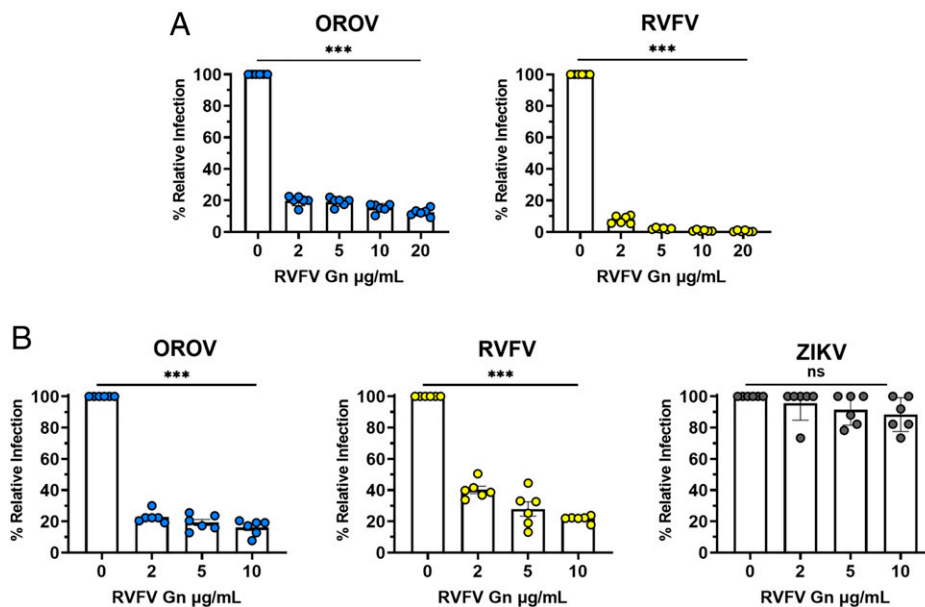 A
OROV
***
% Relative Infection
100
80
60
40
20
0
0 2 5 10 20
RVFV Gn µg/mL
RVFV
***
% Relative Infection
100
80
60
40
20
0
0 2 5 10 20
RVFV Gn µg/mL
B
OROV
***
% Relative Infection
100
80
60
40
20
0
0 2 5 10
RVFV Gn µg/mL
RVFV
***
% Relative Infection
100
80
60
40
20
0
0 2 5 10
RVFV Gn µg/mL
ZIKV
ns
% Relative Infection
100
80
60
40
20
0
0 2 5 10
RVFV Gn µg/mL